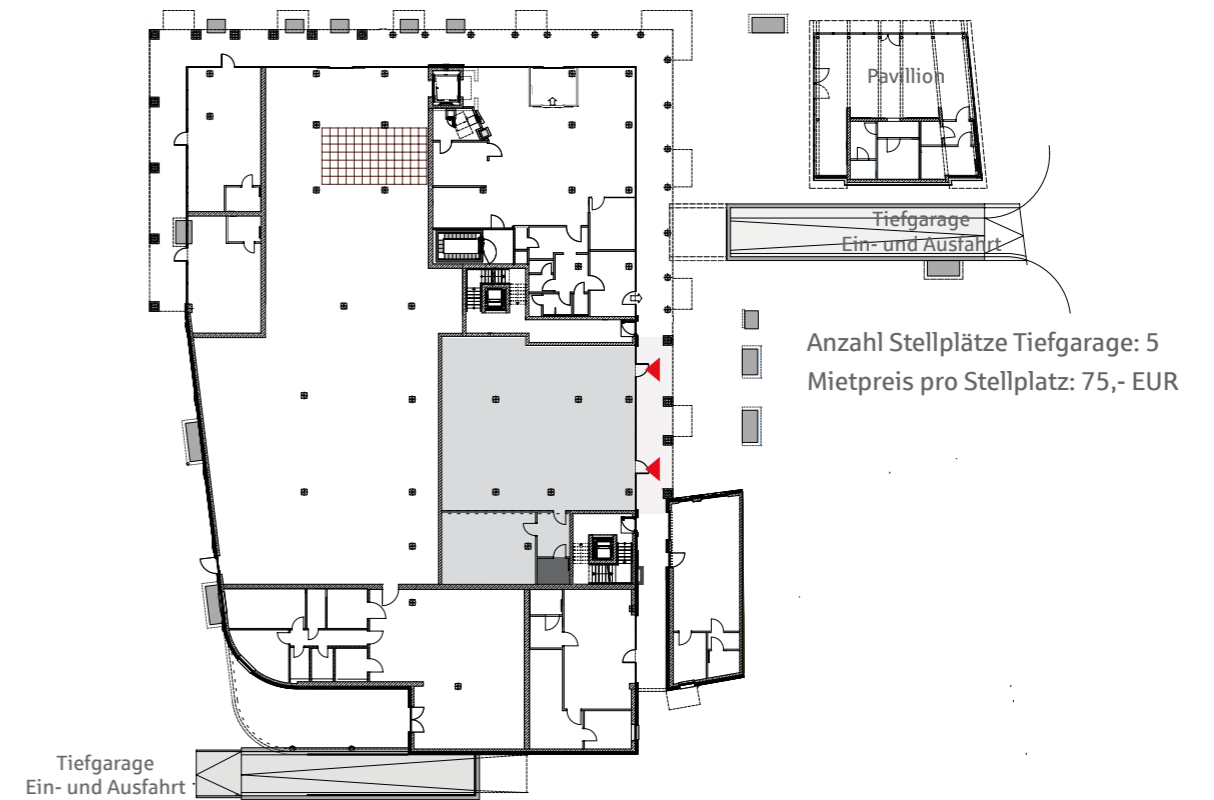 Pavillion
Tiefgarage
Ein- und Ausfahrt
Anzahl Stellplätze Tiefgarage: 5
Mietpreis pro Stellplatz: 75,- EUR
Tiefgarage
Ein- und Ausfahrt